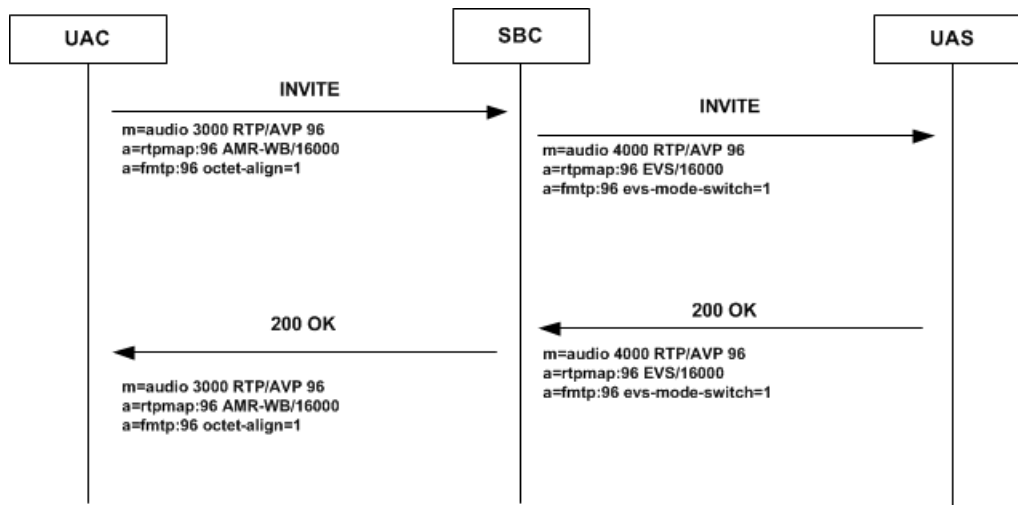 UAC
SBC
UAS
INVITE
m=audio 3000 RTP/AVP 96
a=rtpmap:96 AMR-WB/16000
a=fmtp:96 octet-align=1
INVITE
m=audio 4000 RTP/AVP 96
a=rtpmap:96 EVS/16000
a=fmtp:96 evs-mode-switch=1
200 OK
m=audio 4000 RTP/AVP 96
a=rtpmap:96 EVS/16000
a=fmtp:96 evs-mode-switch=1
200 OK
m=audio 3000 RTP/AVP 96
a=rtpmap:96 AMR-WB/16000
a=fmtp:96 octet-align=1